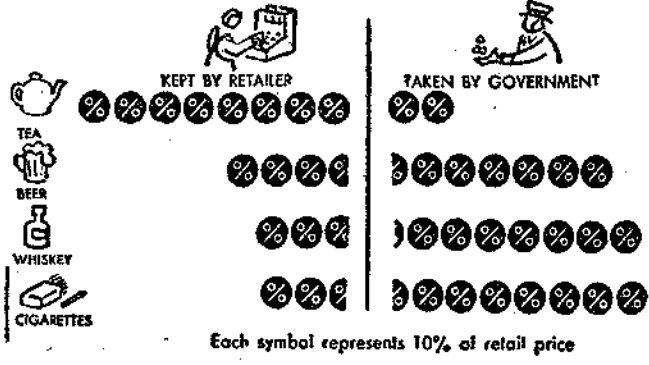 KEPT BY RETAILER
TAKEN BY GOVERNMENT
TEA
BEER
WHISKEY
CIGARETTES
Each symbol represents 10% of retail price